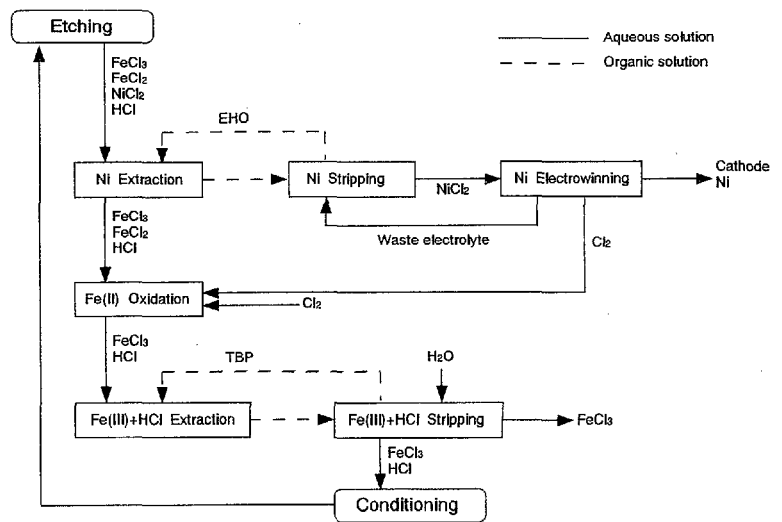 Etching
Aqueous solution
Organic solution
FeCl₃
FeCl₂
NiCl₂
HCl
EHO
Ni Extraction
Ni Stripping
NiCl₂
Ni Electrowinning
Cathode
Ni
FeCl₃
FeCl₂
HCl
Waste electrolyte
Cl₂
Fe(II) Oxidation
Cl₂
FeCl₃
HCl
TBP
H₂O
Fe(III)+HCl Extraction
Fe(III)+HCl Stripping
FeCl₃
FeCl₃
HCl
Conditioning